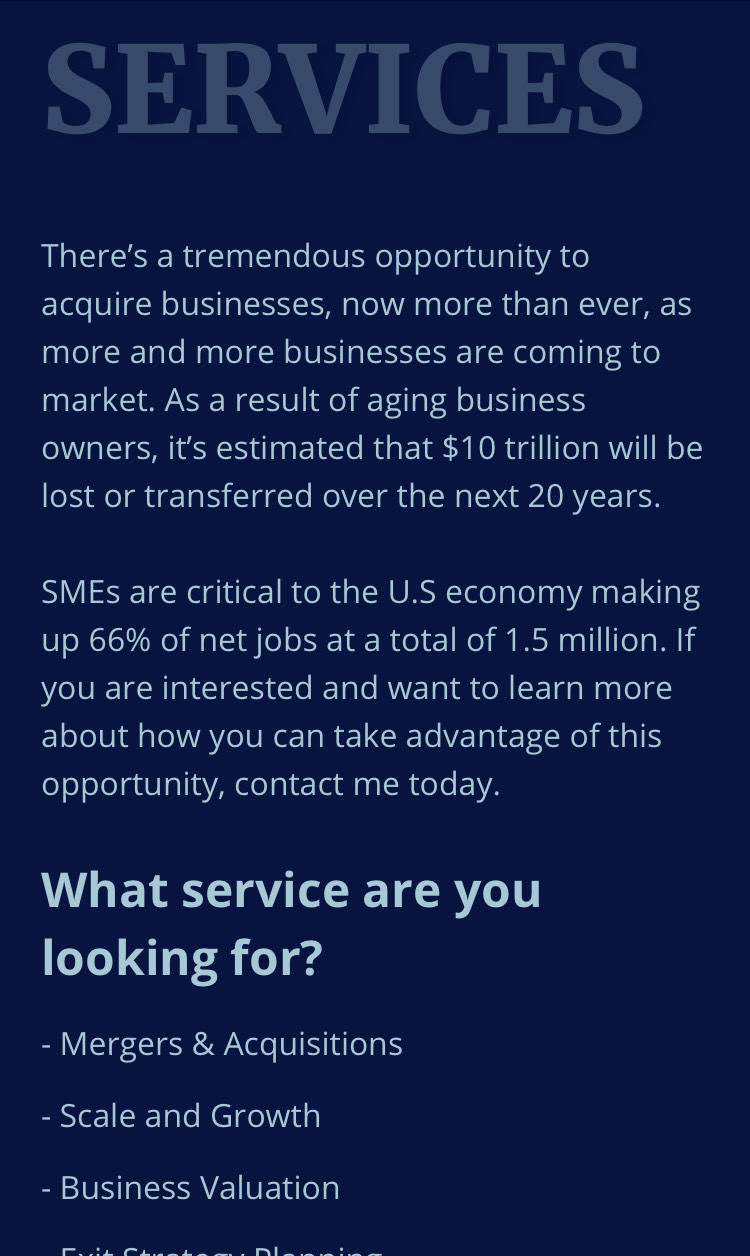 SERVICES
There’s a tremendous opportunity to
acquire businesses, now more than ever, as
more and more businesses are coming to
market. As a result of aging business
owners, it’s estimated that $10 trillion will be
lost or transferred over the next 20 years.
SMEs are critical to the U.S economy making
up 66% of net jobs at a total of 1.5 million. If
you are interested and want to learn more
about how you can take advantage of this
opportunity, contact me today.
What service are you
looking for?
- Mergers & Acquisitions
- Scale and Growth
- Business Valuation
- Exit Strategy Planning